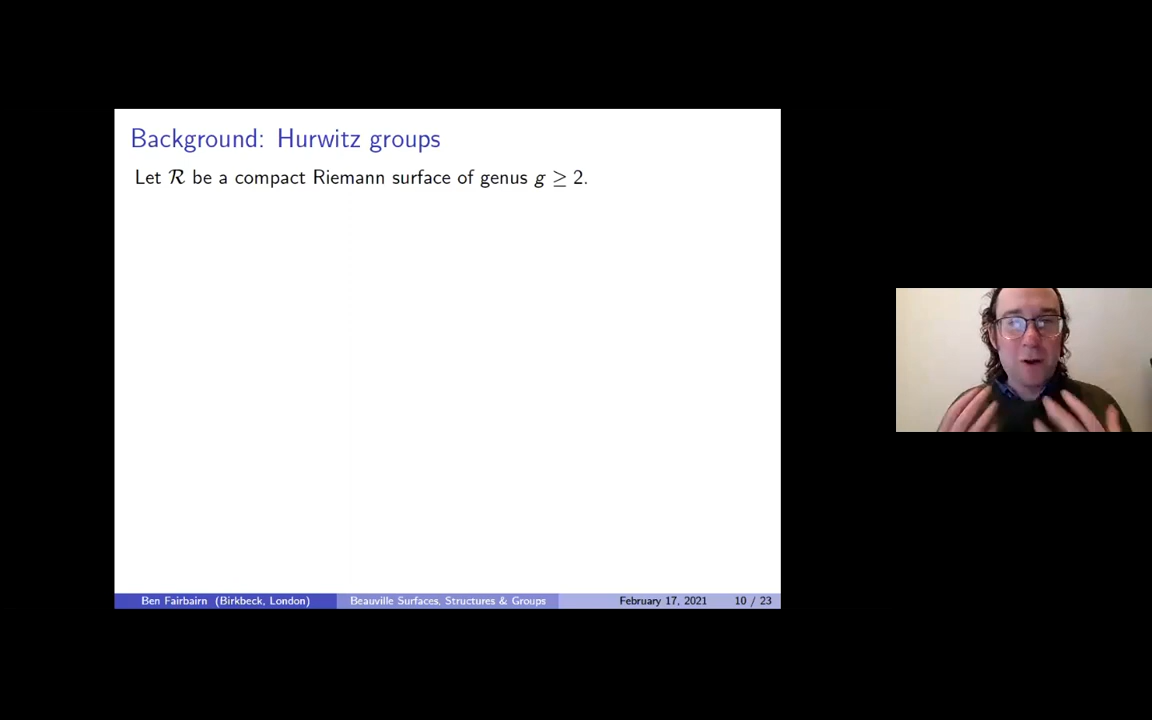 Background: Hurwitz groups
Let ℛ be a compact Riemann surface of genus g ≥ 2.
Ben Fairbairn (Birkbeck, London) Beauville Surfaces, Structures & Groups February 17, 2021 10 / 23